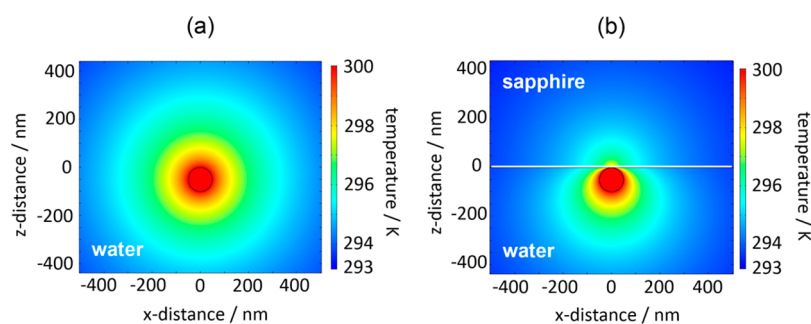 (a)
400
200
0
-200
-400
z-distance / nm
water
-400 -200 0 200 400
x-distance / nm
300
298
296
294
293
temperature / K
(b)
400
200
0
-200
-400
z-distance / nm
sapphire
water
-400 -200 0 200 400
x-distance / nm
300
298
296
294
293
temperature / K